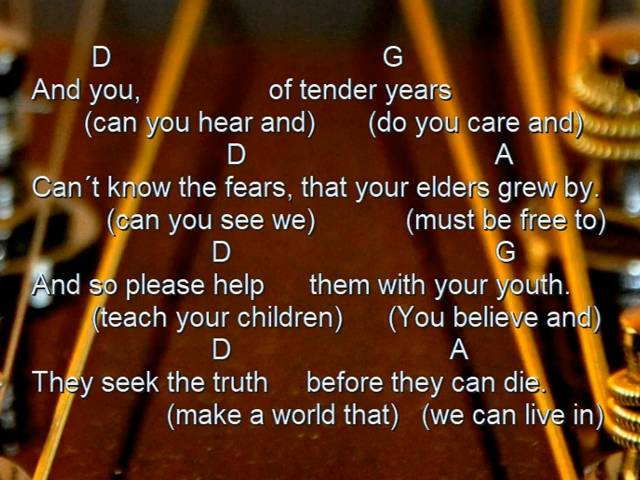 D G
And you, of tender years
(can you hear and) (do you care and)
D A
Can´t know the fears, that your elders grew by.
(can you see we) (must be free to)
D G
And so please help them with your youth.
(teach your children) (You believe and)
D A
They seek the truth before they can die.
(make a world that) (we can live in)